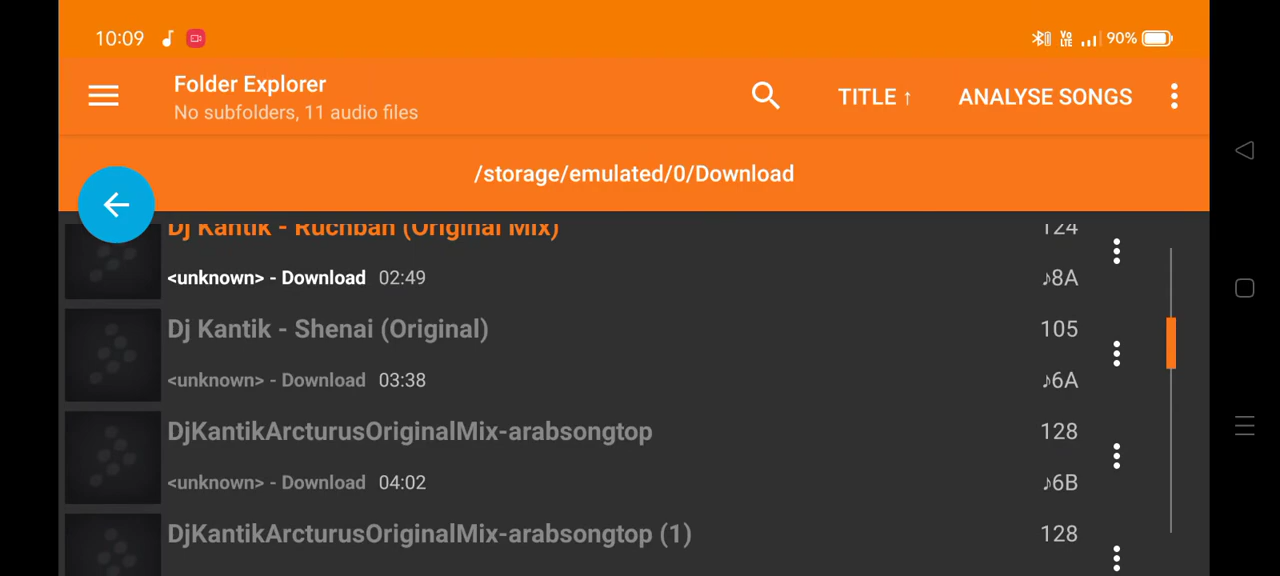 10:09 VO LTE 90%
Folder Explorer
No subfolders, 11 audio files
TITLE ↑ ANALYSE SONGS
/storage/emulated/0/Download
Dj Kantik - Ruchban (Original Mix) 124
<unknown> - Download 02:49 ♪8A
Dj Kantik - Shenai (Original) 105
<unknown> - Download 03:38 ♪6A
DjKantikArcturusOriginalMix-arabsongtop 128
<unknown> - Download 04:02 ♪6B
DjKantikArcturusOriginalMix-arabsongtop (1) 128